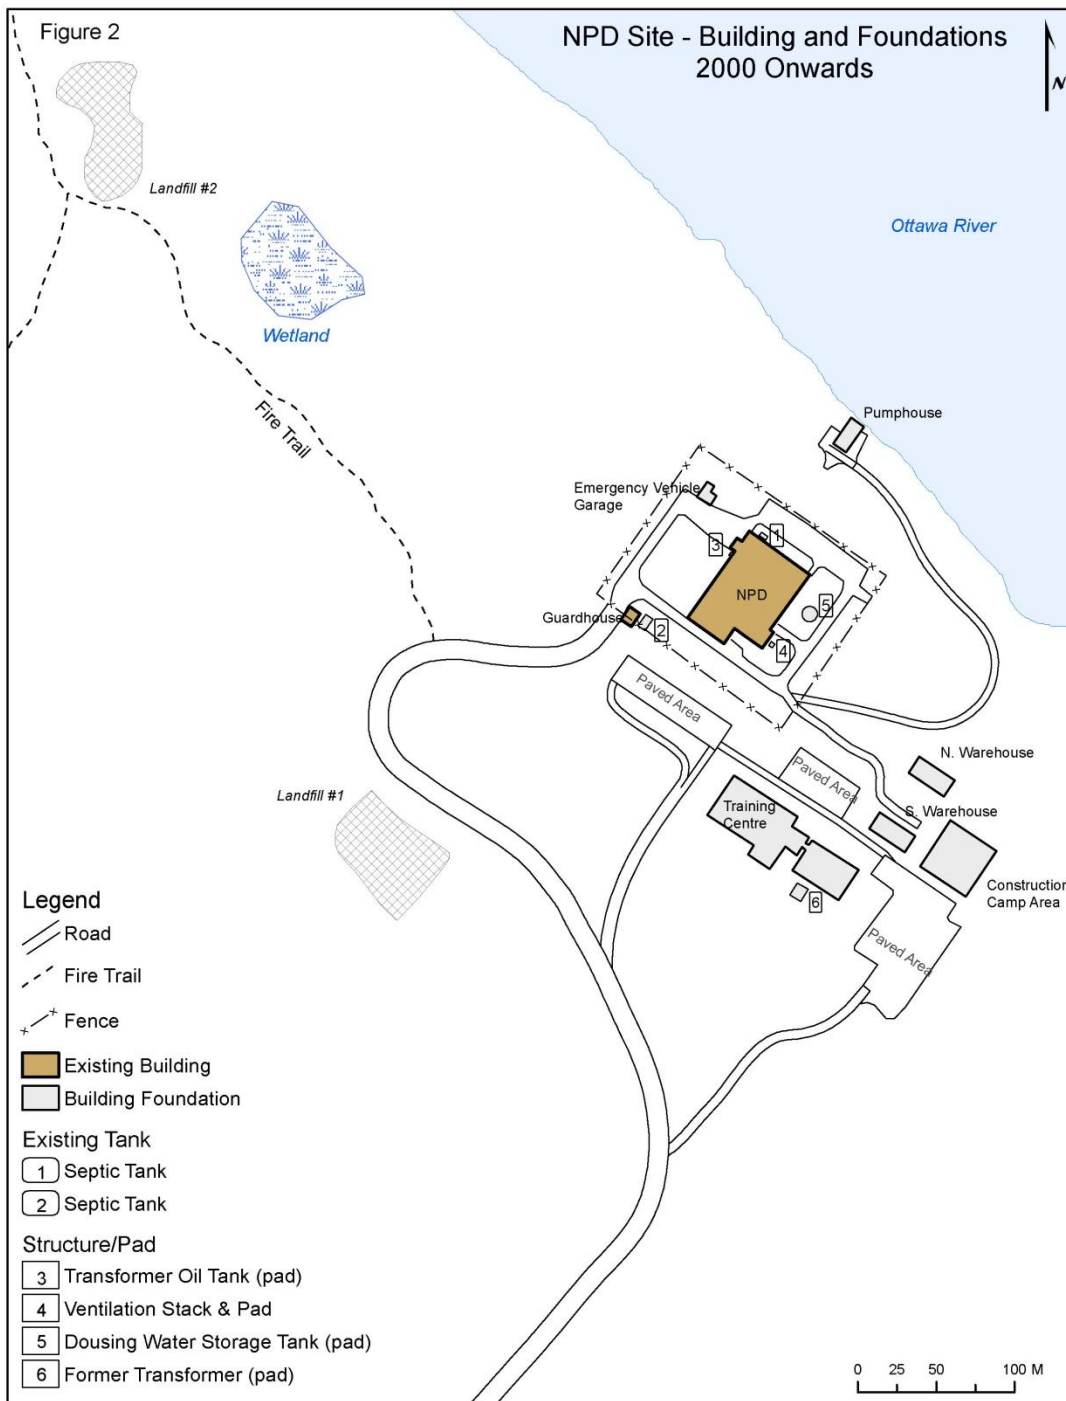 Figure 2
NPD Site - Building and Foundations
2000 Onwards
N
Landfill #2
Ottawa River
Wetland
Fire Trail
Pumphouse
Emergency Vehicle
Garage
1
3
NPD
5
Guardhouse
2
4
Paved Area
N. Warehouse
Paved Area
Landfill #1
Training
Centre
S. Warehouse
Construction
Camp Area
6
Paved Area
Legend
Road
Fire Trail
Fence
Existing Building
Building Foundation
Existing Tank
1 Septic Tank
2 Septic Tank
Structure/Pad
3 Transformer Oil Tank (pad)
4 Ventilation Stack & Pad
5 Dousing Water Storage Tank (pad)
6 Former Transformer (pad)
0 25 50 100 M